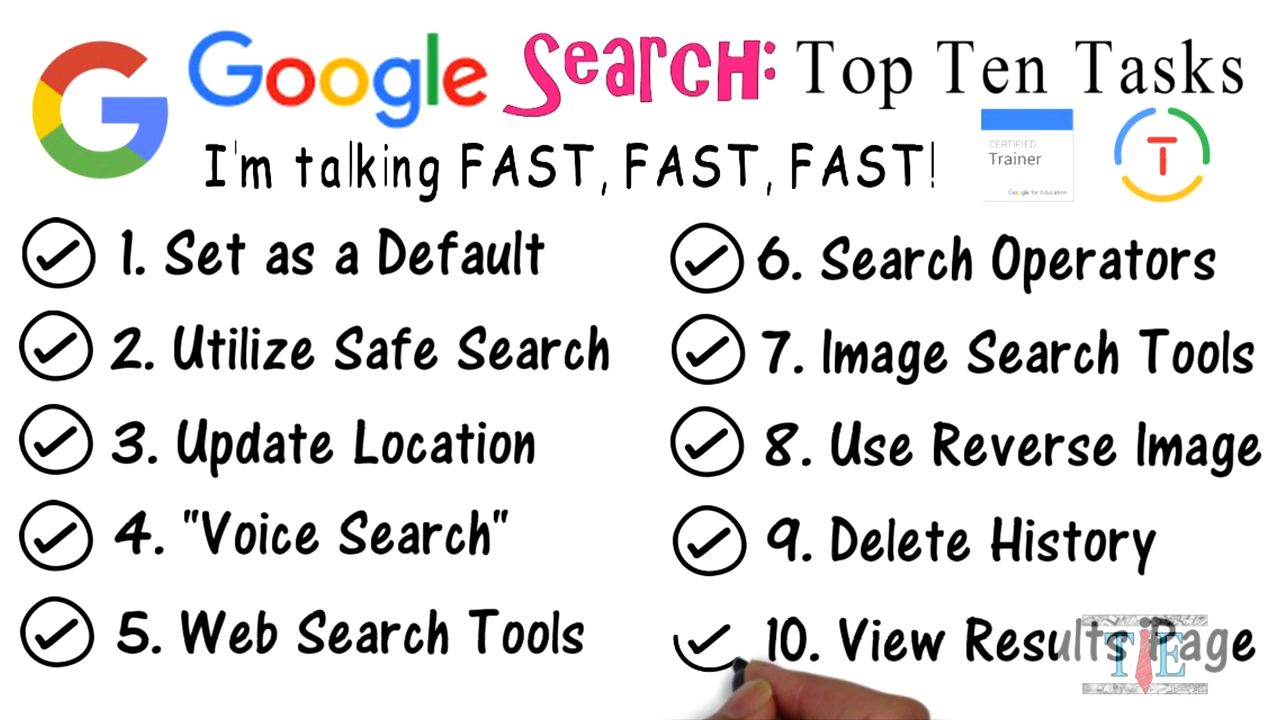 Google Search: Top Ten Tasks
I'm talking FAST, FAST, FAST!
CERTIFIED
Trainer
Google for Education
T
1. Set as a Default
2. Utilize Safe Search
3. Update Location
4. "Voice Search"
5. Web Search Tools
6. Search Operators
7. Image Search Tools
8. Use Reverse Image
9. Delete History
10. View Results Page
TIE